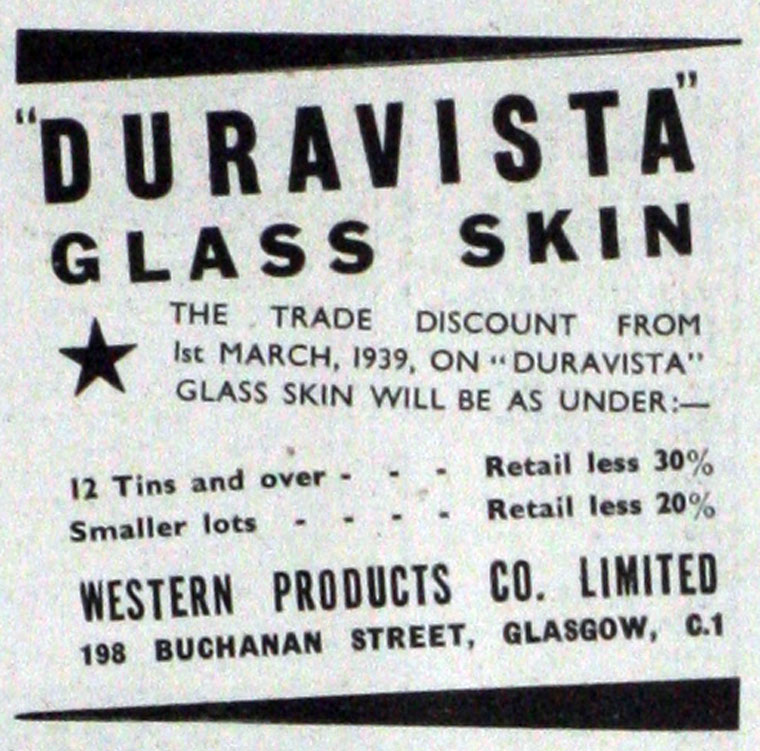 "DURAVISTA"
GLASS SKIN
THE TRADE DISCOUNT FROM
1st MARCH, 1939, ON "DURAVISTA"
GLASS SKIN WILL BE AS UNDER:—
12 Tins and over - - - Retail less 30%
Smaller lots - - - - Retail less 20%
WESTERN PRODUCTS CO. LIMITED
198 BUCHANAN STREET, GLASGOW, C.1